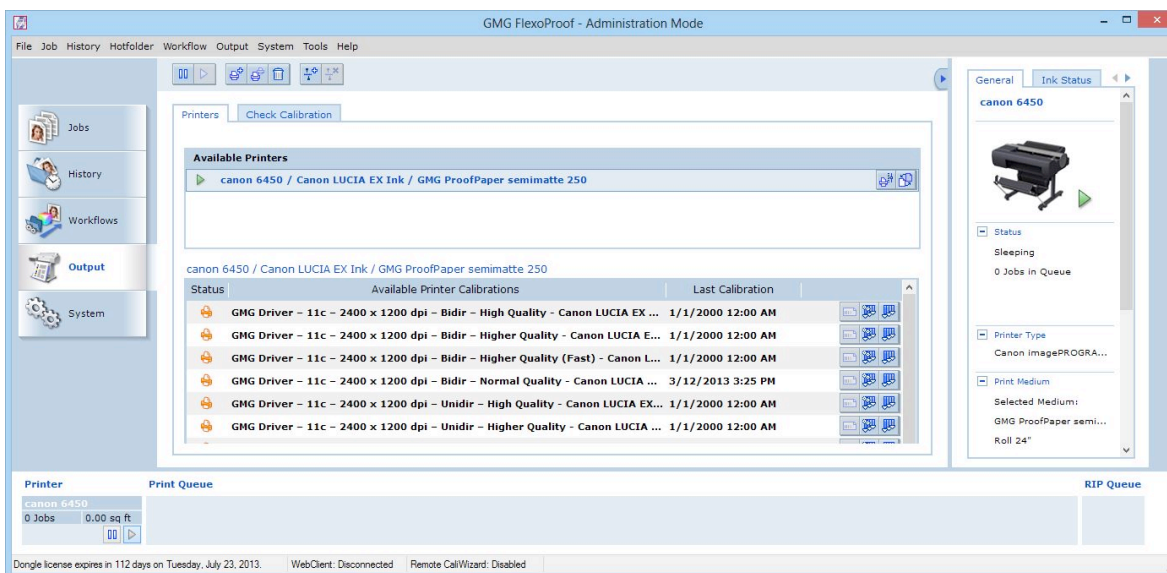 GMG FlexoProof - Administration Mode
File Job History Hotfolder Workflow Output System Tools Help
Jobs
History
Workflows
Output
System
Printers
Check Calibration
Available Printers
canon 6450 / Canon LUCIA EX Ink / GMG ProofPaper semimatte 250
canon 6450 / Canon LUCIA EX Ink / GMG ProofPaper semimatte 250
Status Available Printer Calibrations Last Calibration
GMG Driver – 11c – 2400 x 1200 dpi – Bidir – High Quality - Canon LUCIA EX ... 1/1/2000 12:00 AM
GMG Driver – 11c – 2400 x 1200 dpi – Bidir – Higher Quality - Canon LUCIA E... 1/1/2000 12:00 AM
GMG Driver – 11c – 2400 x 1200 dpi – Bidir – Higher Quality (Fast) - Canon L... 1/1/2000 12:00 AM
GMG Driver – 11c – 2400 x 1200 dpi – Bidir – Normal Quality - Canon LUCIA ... 3/12/2013 3:25 PM
GMG Driver – 11c – 2400 x 1200 dpi – Unidir – High Quality - Canon LUCIA EX... 1/1/2000 12:00 AM
GMG Driver – 11c – 2400 x 1200 dpi – Unidir – Higher Quality - Canon LUCIA ... 1/1/2000 12:00 AM
General
Ink Status
canon 6450
Status
Sleeping
0 Jobs in Queue
Printer Type
Canon imagePROGRA...
Print Medium
Selected Medium:
GMG ProofPaper semi...
Roll 24"
Printer Print Queue RIP Queue
canon 6450
0 Jobs 0.00 sq ft
Dongle license expires in 112 days on Tuesday, July 23, 2013. WebClient: Disconnected Remote CaliWizard: Disabled